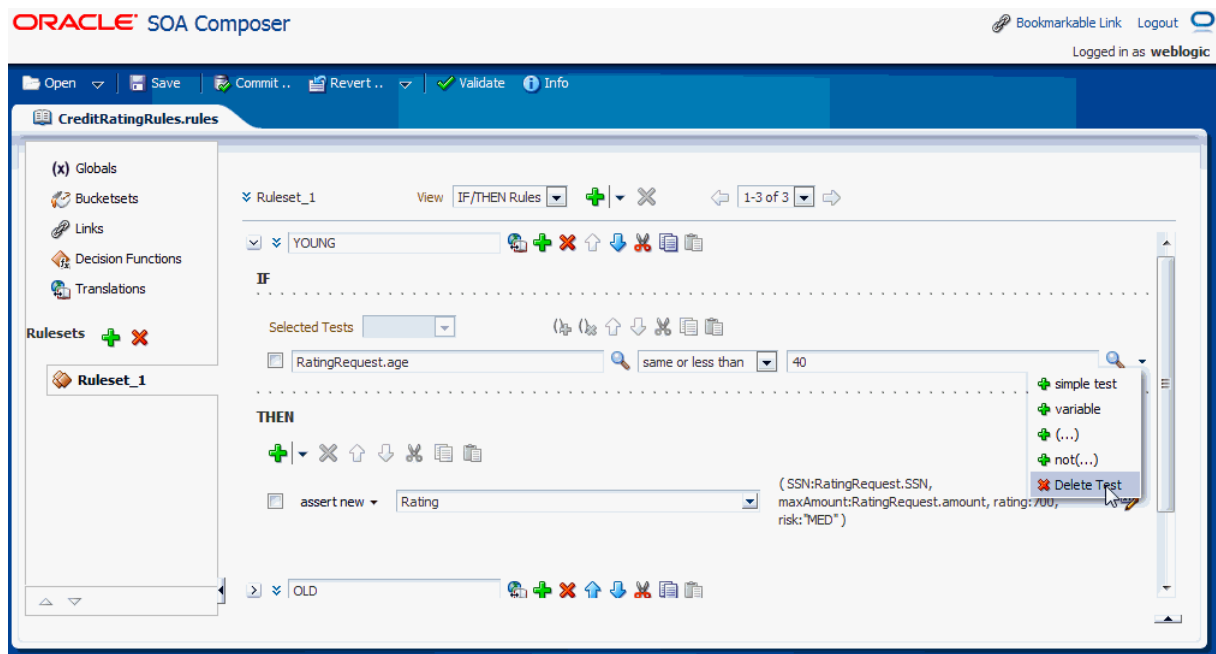 ORACLE SOA Composer
Bookmarkable Link Logout
Logged in as weblogic
Open Save Commit .. Revert .. Validate Info
CreditRatingRules.rules
(x) Globals
Bucketsets
Links
Decision Functions
Translations
Rulesets
Ruleset_1
Ruleset_1 View IF/THEN Rules 1-3 of 3
YOUNG
IF
Selected Tests
RatingRequest.age same or less than 40
simple test
variable
(...)
not(...)
Delete Test
THEN
assert new Rating
(SSN:RatingRequest.SSN,
maxAmount:RatingRequest.amount, rating:700,
risk:"MED")
OLD